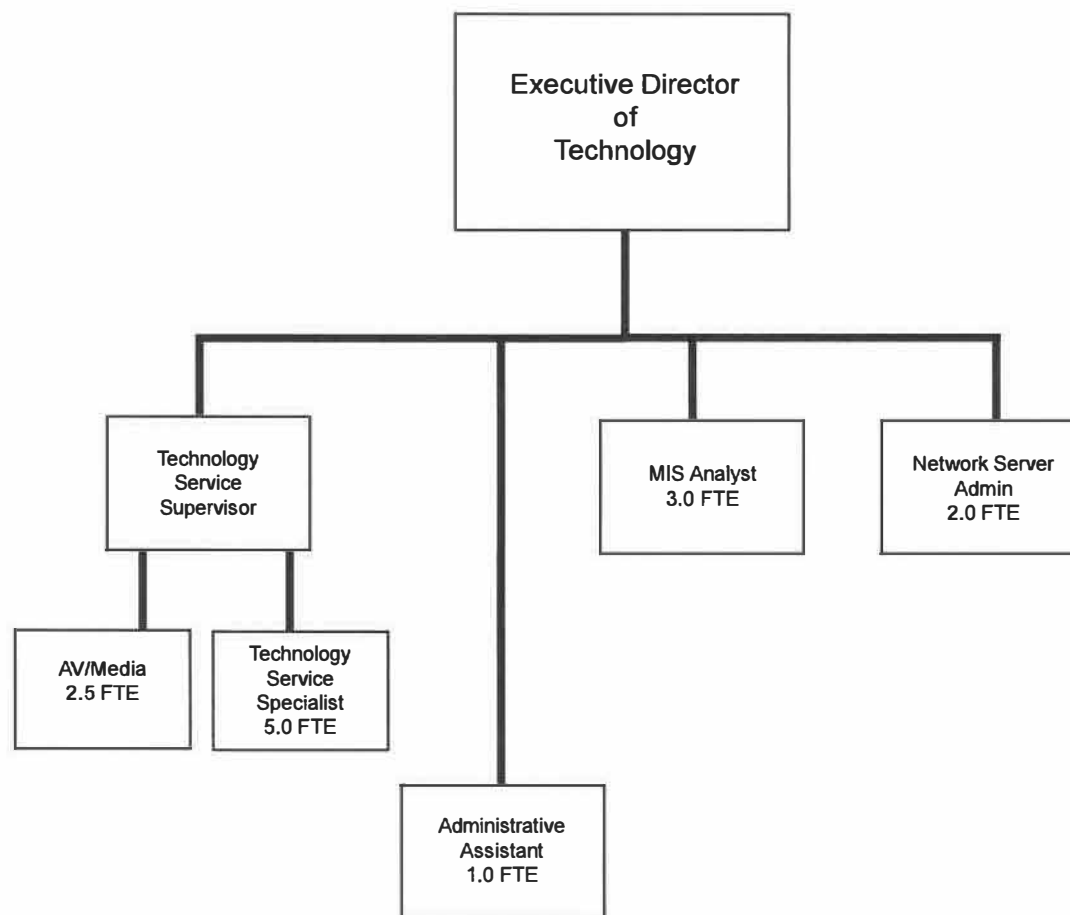 Executive Director
of
Technology
Technology
Service
Supervisor
MIS Analyst
3.0 FTE
Network Server
Admin
2.0 FTE
AV/Media
2.5 FTE
Technology
Service
Specialist
5.0 FTE
Administrative
Assistant
1.0 FTE